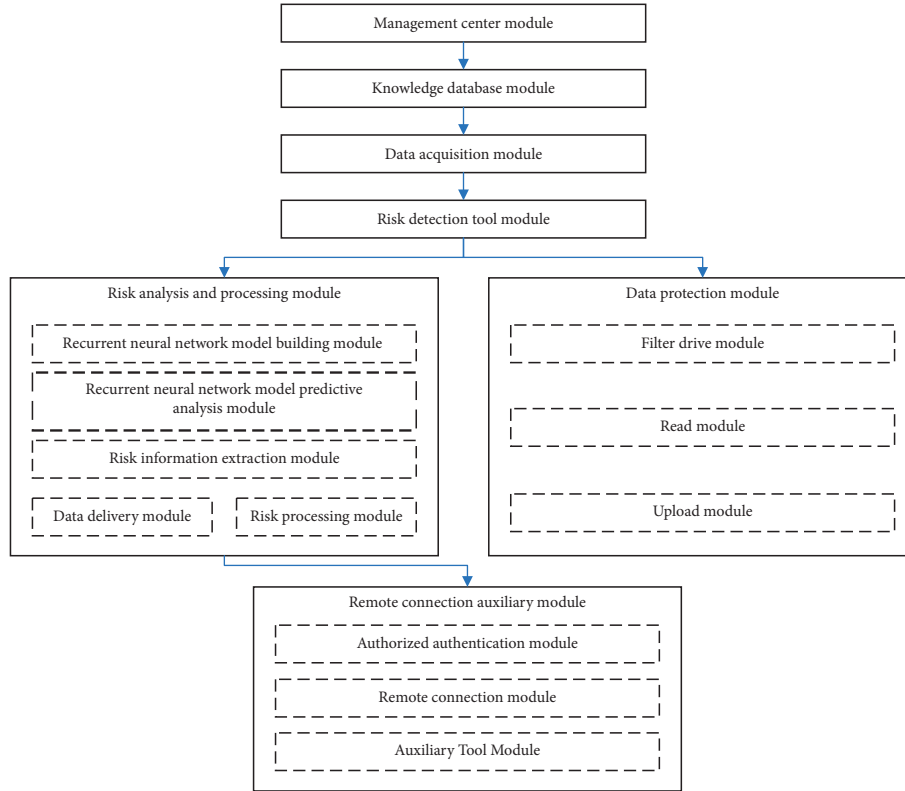 Management center module
Knowledge database module
Data acquisition module
Risk detection tool module
Risk analysis and processing module
Recurrent neural network model building module
Recurrent neural network model predictive
analysis module
Risk information extraction module
Data delivery module
Risk processing module
Data protection module
Filter drive module
Read module
Upload module
Remote connection auxiliary module
Authorized authentication module
Remote connection module
Auxiliary Tool Module